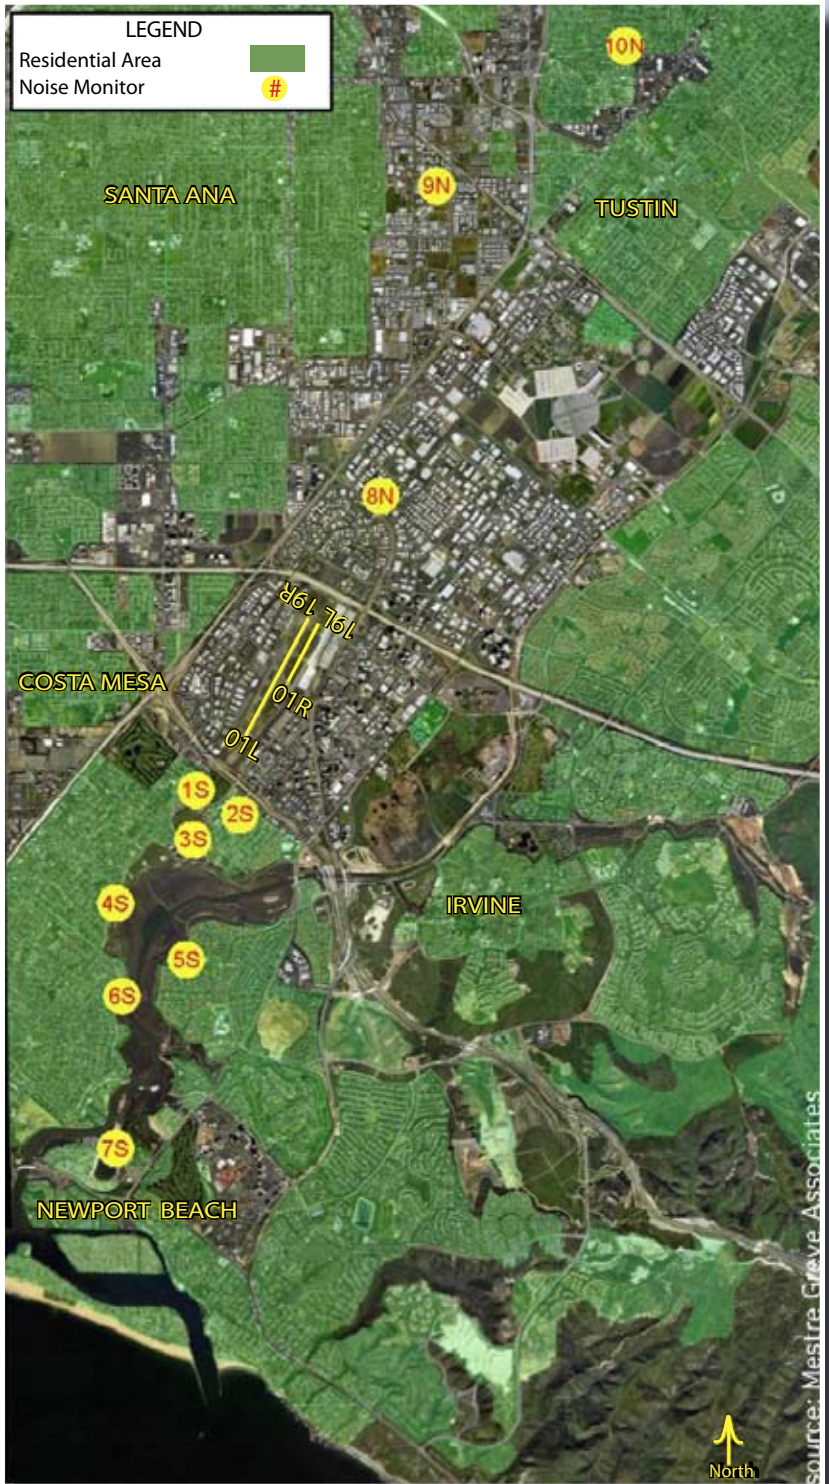 LEGEND
Residential Area
Noise Monitor #
10N
9N
SANTA ANA
TUSTIN
8N
19R 19L
COSTA MESA
01R
01L
1S
2S
3S
4S
IRVINE
5S
6S
7S
NEWPORT BEACH
North
source: Mestre Greve Associates